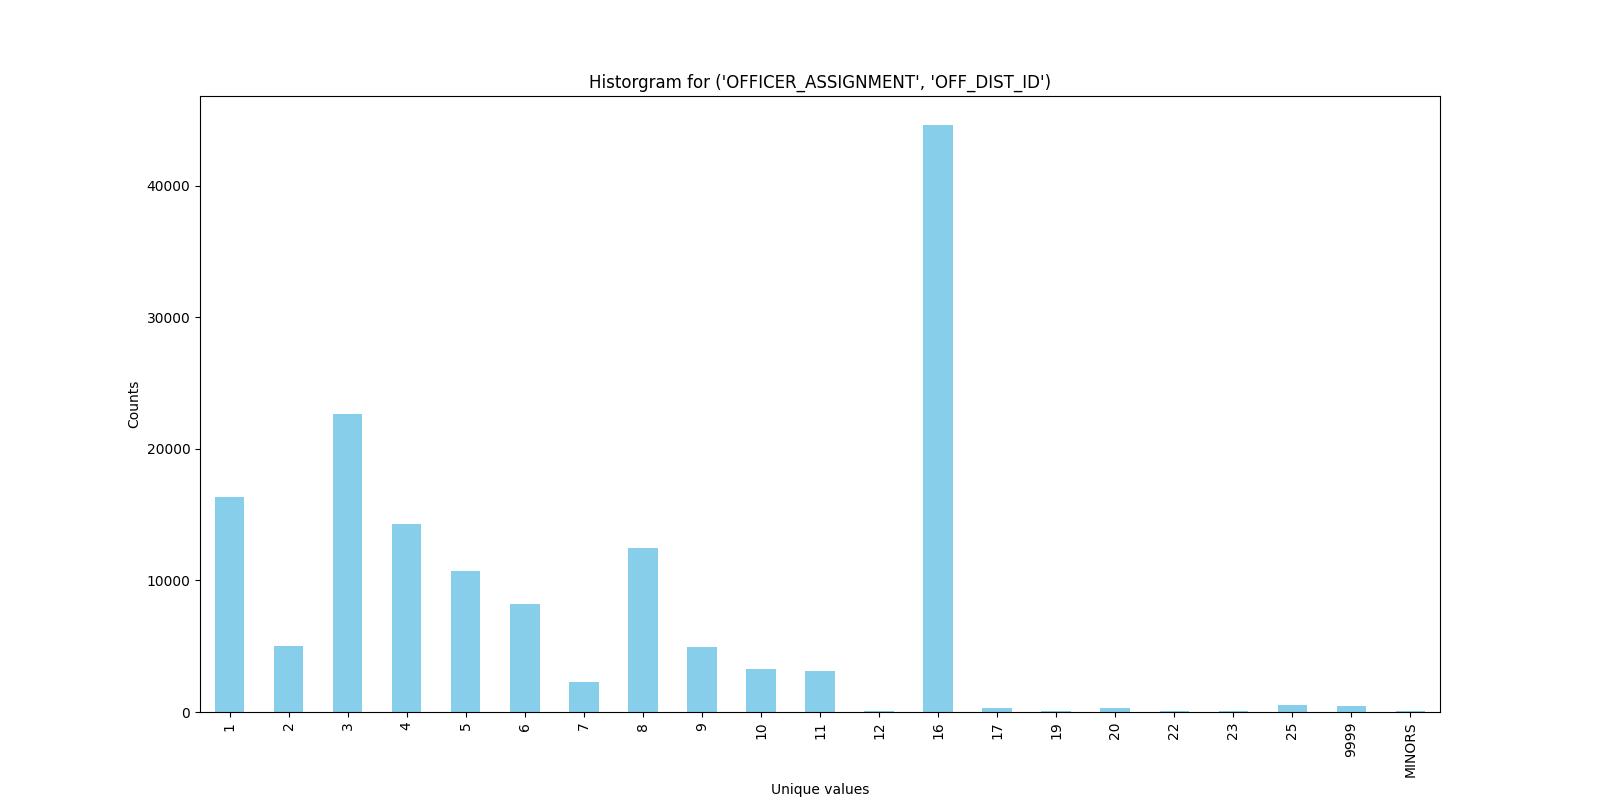 Historgram for ('OFFICER_ASSIGNMENT', 'OFF_DIST_ID')
Counts
40000
30000
20000
10000
0
1 2 3 4 5 6 7 8 9 10 11 12 16 17 19 20 22 23 25 9999 MINORS
Unique values